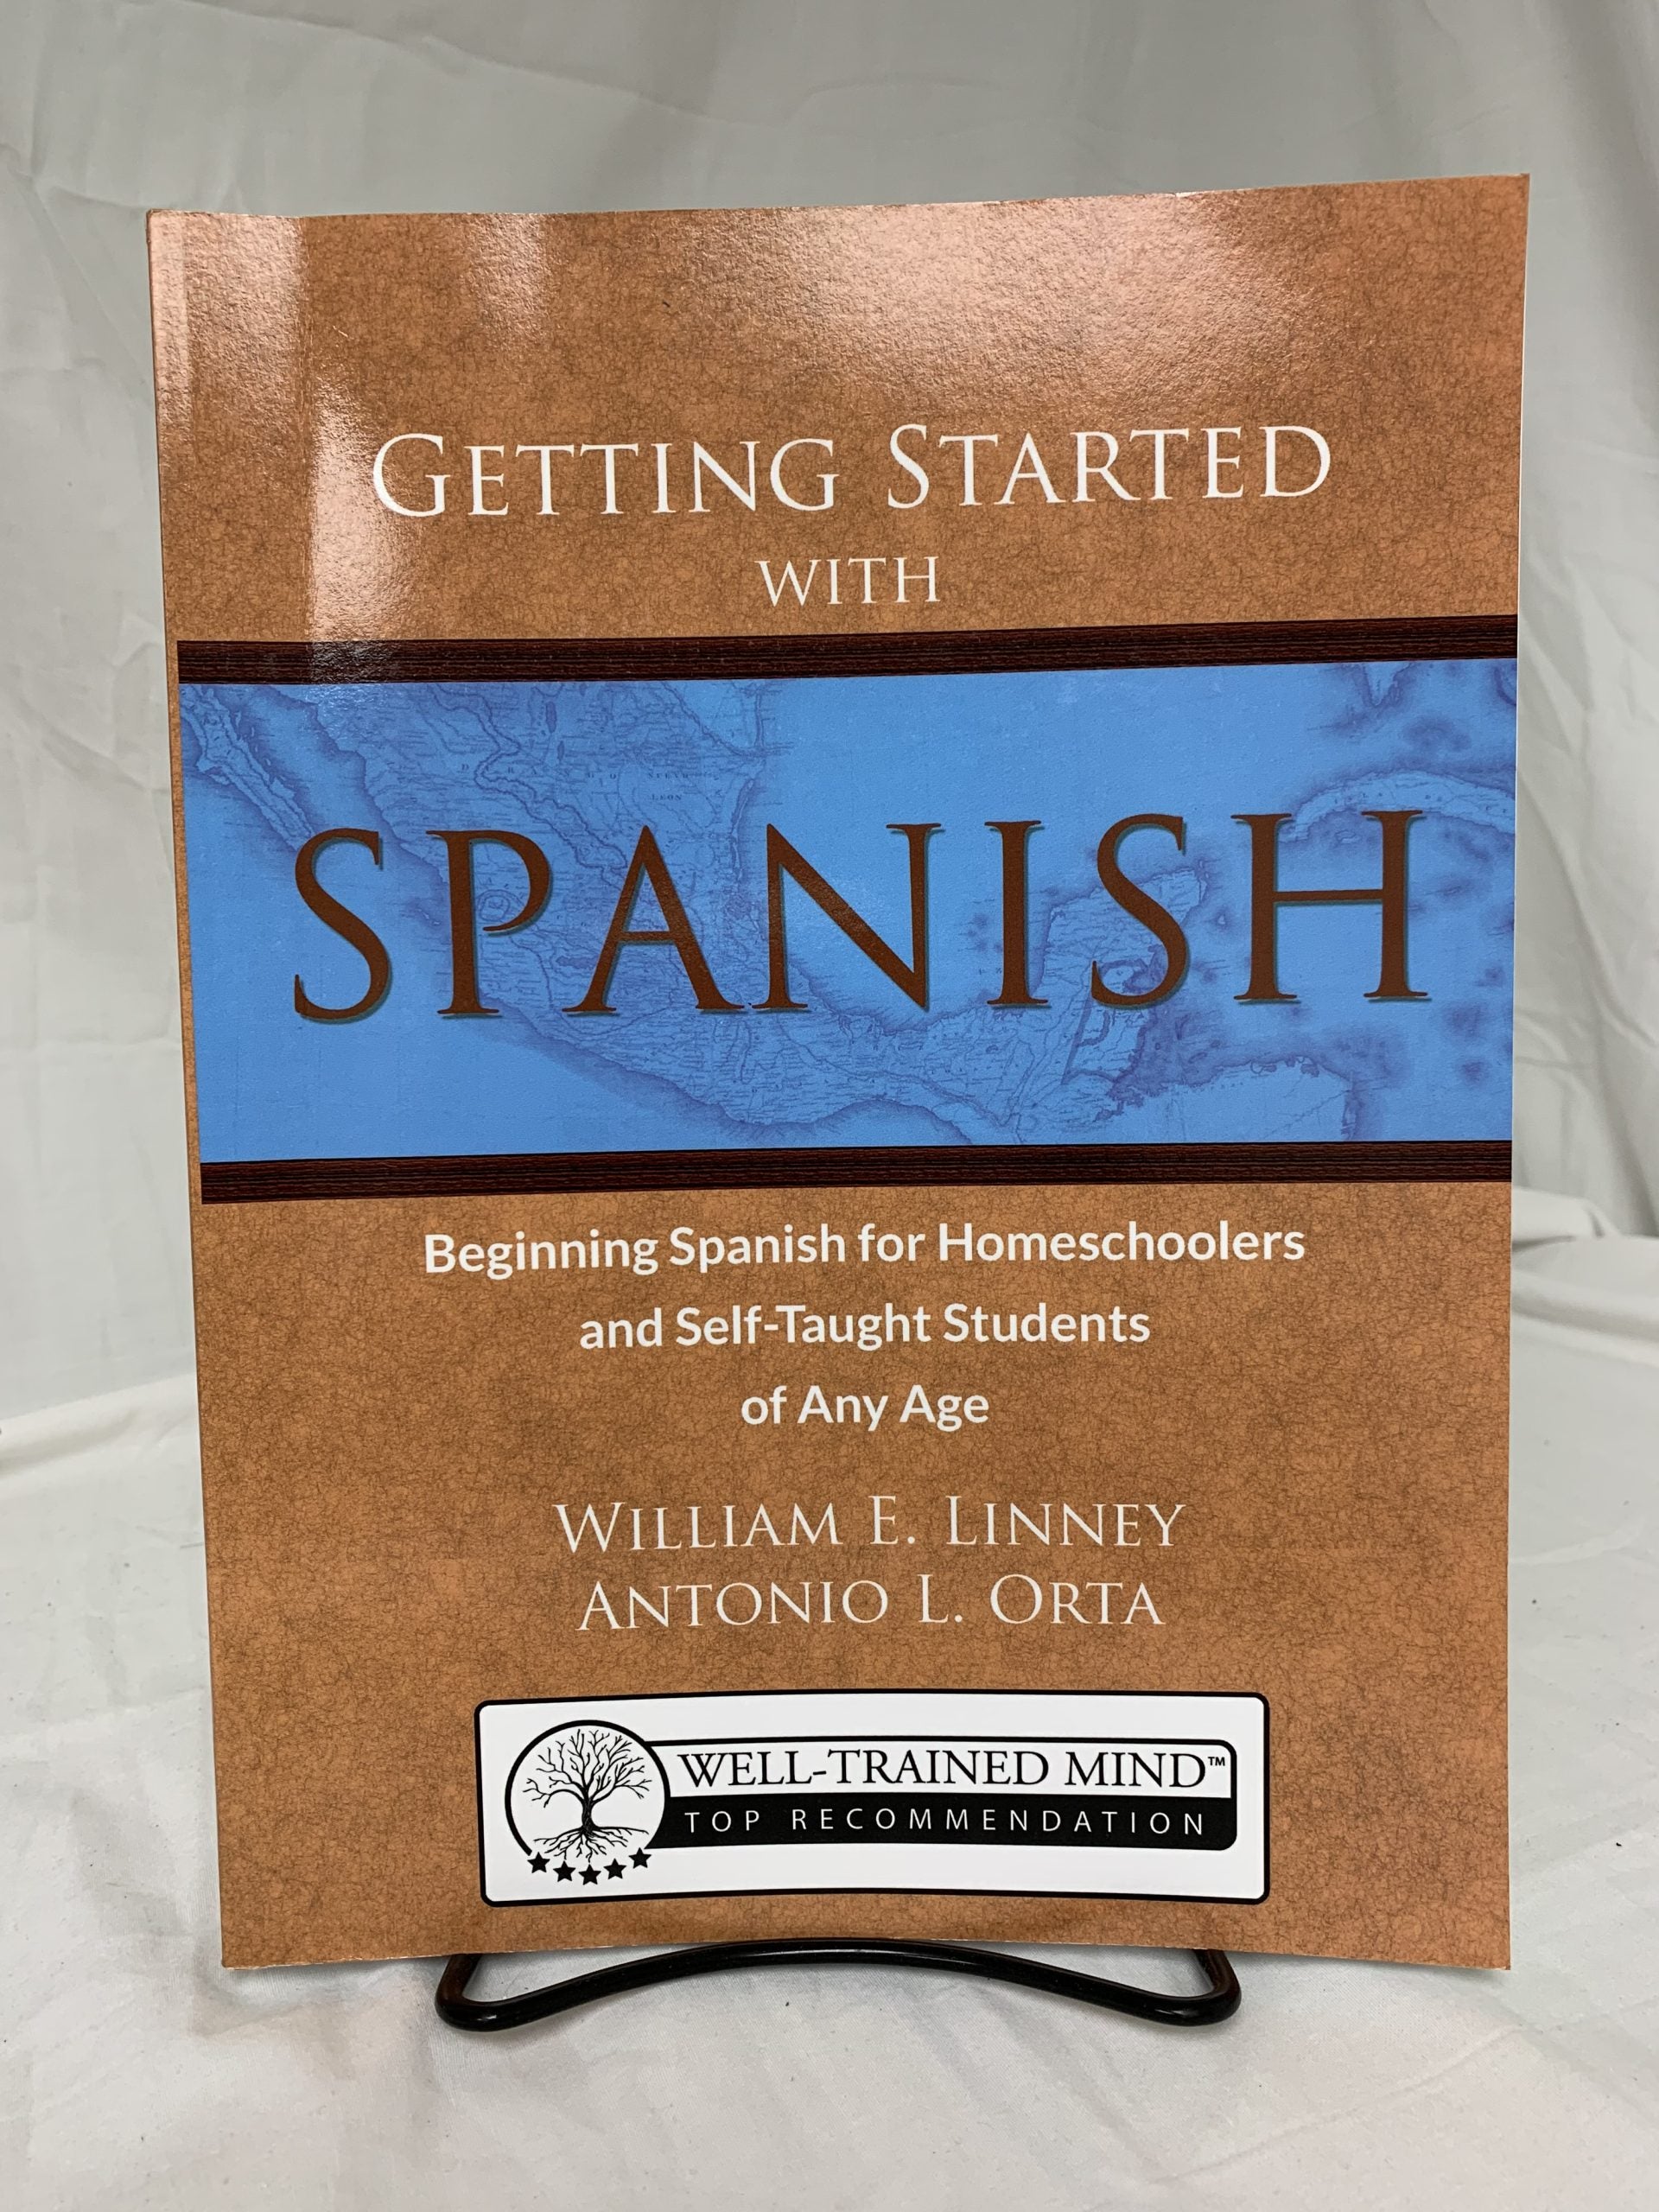 GETTING STARTED
WITH
SPANISH
Beginning Spanish for Homeschoolers
and Self-Taught Students
of Any Age
WILLIAM E. LINNEY
ANTONIO L. ORTA
WELL-TRAINED MIND™
TOP RECOMMENDATION